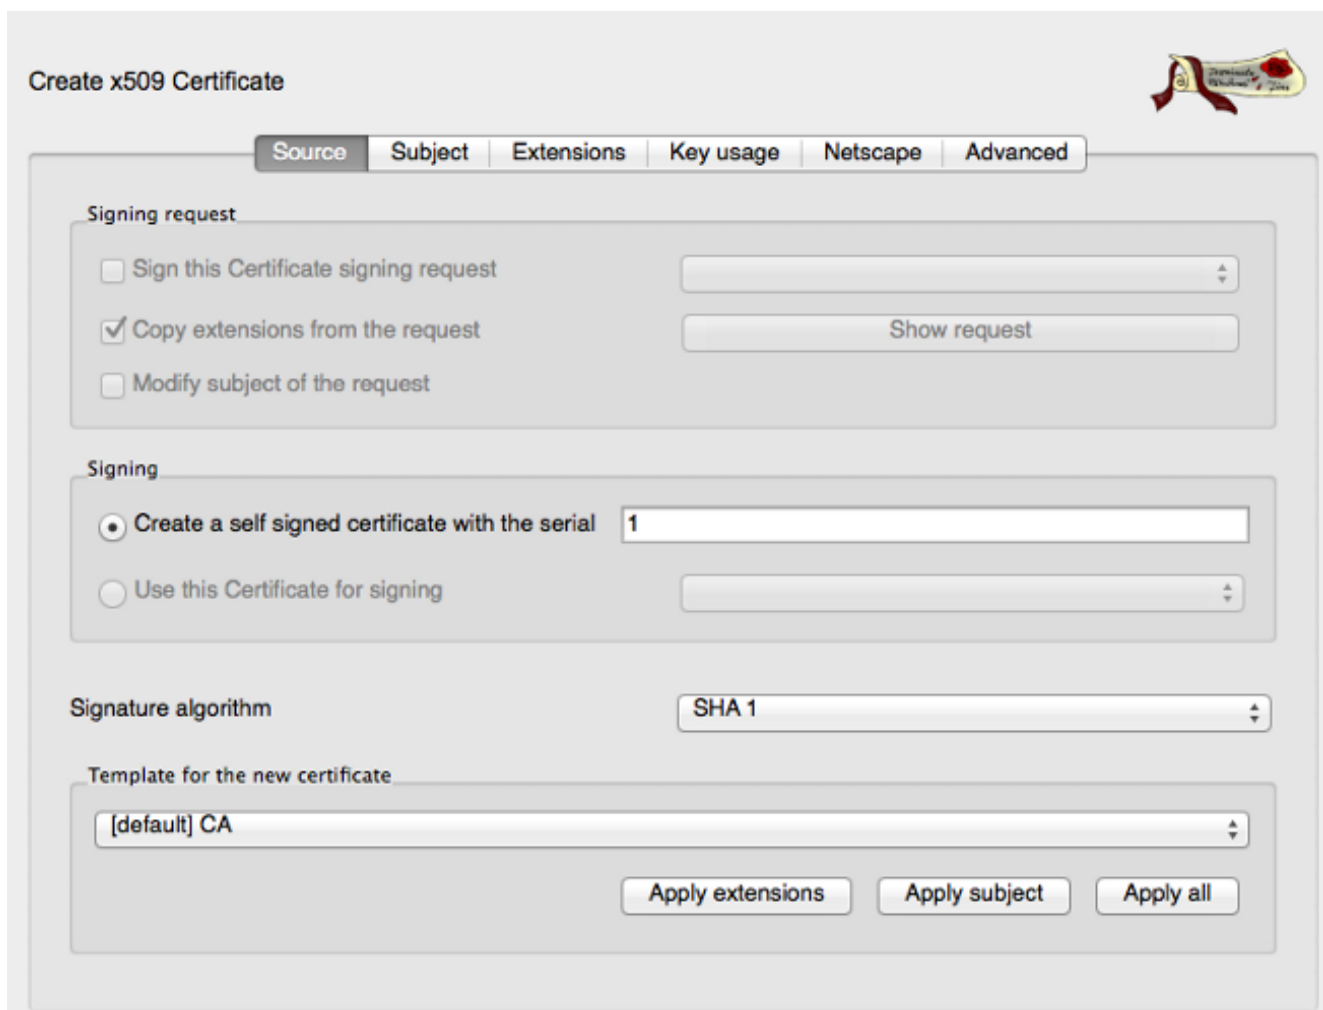 Create x509 Certificate
Source Subject Extensions Key usage Netscape Advanced
Signing request
Sign this Certificate signing request
Copy extensions from the request Show request
Modify subject of the request
Signing
Create a self signed certificate with the serial 1
Use this Certificate for signing
Signature algorithm SHA 1
Template for the new certificate
[default] CA
Apply extensions Apply subject Apply all